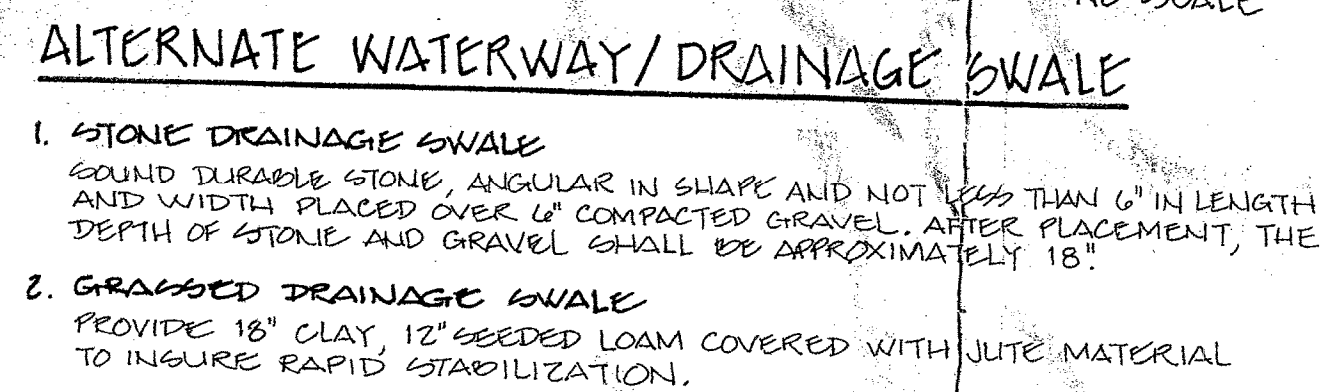 NO SCALE
ALTERNATE WATERWAY/DRAINAGE SWALE
1. STONE DRAINAGE SWALE
SOUND DURABLE STONE, ANGULAR IN SHAPE AND NOT LESS THAN 6" IN LENGTH
AND WIDTH PLACED OVER 6" COMPACTED GRAVEL. AFTER PLACEMENT, THE
DEPTH OF STONE AND GRAVEL SHALL BE APPROXIMATELY 18".
2. GRASSED DRAINAGE SWALE
PROVIDE 18" CLAY, 12" SEEDED LOAM COVERED WITH JUTE MATERIAL
TO INSURE RAPID STABILIZATION.